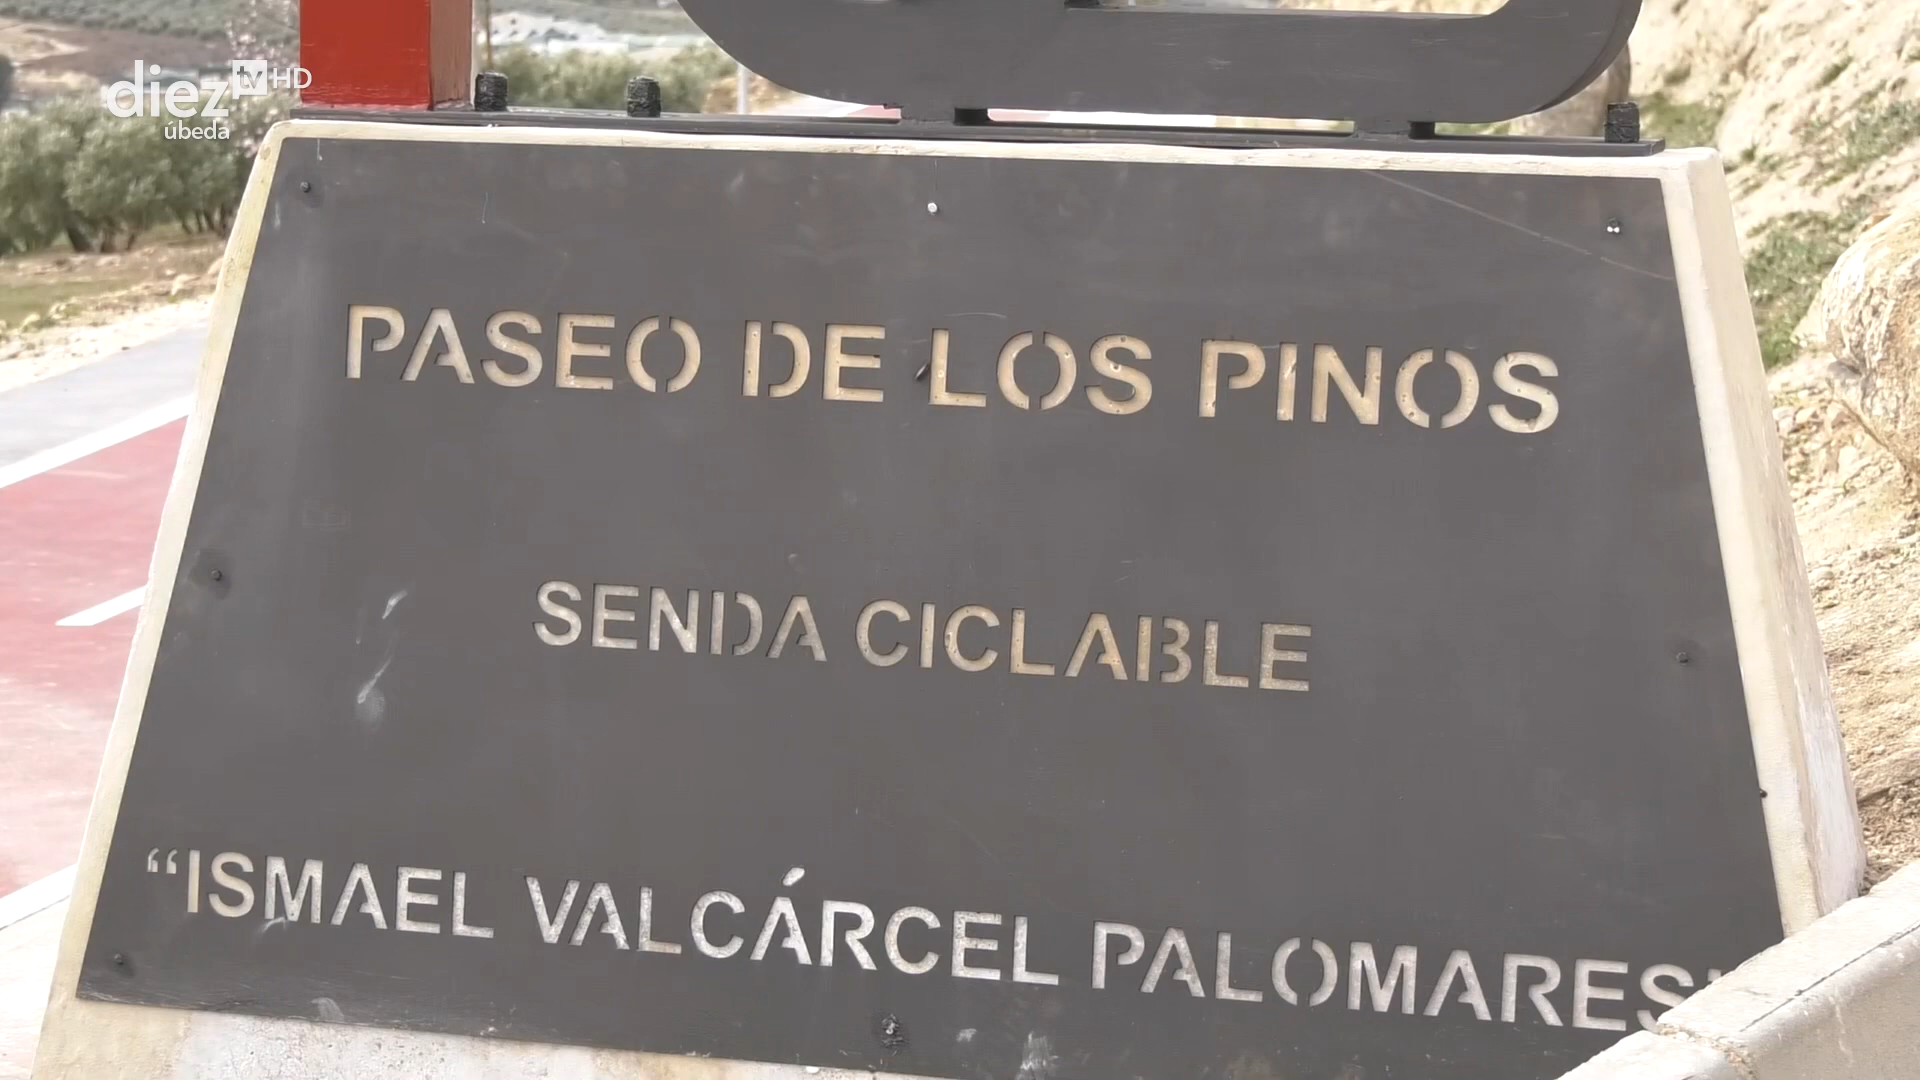 diez tv HD
úbeda
PASEO DE LOS PINOS
SENDA CICLABLE
“ISMAEL VALCÁRCEL PALOMARES"